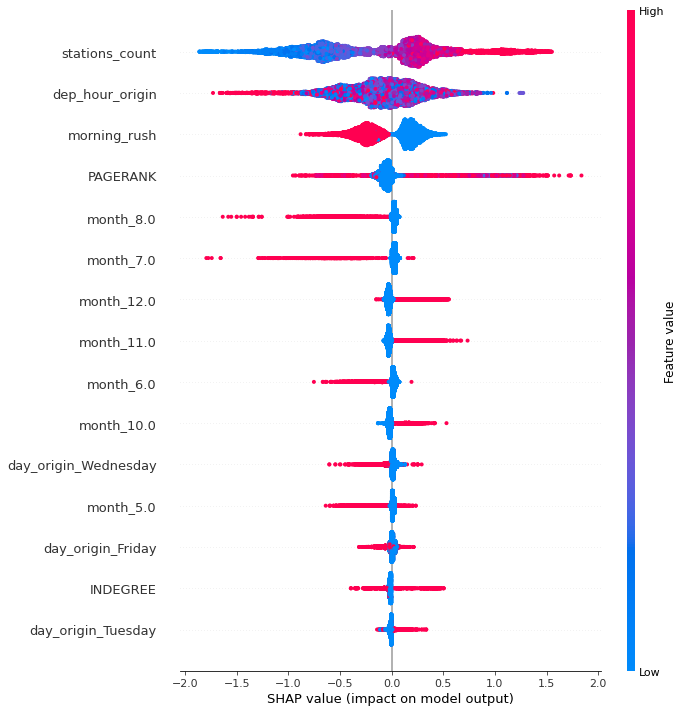 High
stations_count
dep_hour_origin
morning_rush
PAGERANK
month_8.0
month_7.0
month_12.0
month_11.0
Feature value
month_6.0
month_10.0
day_origin_Wednesday
month_5.0
day_origin_Friday
INDEGREE
day_origin_Tuesday
Low
−2.0 −1.5 −1.0 −0.5 0.0 0.5 1.0 1.5 2.0
SHAP value (impact on model output)